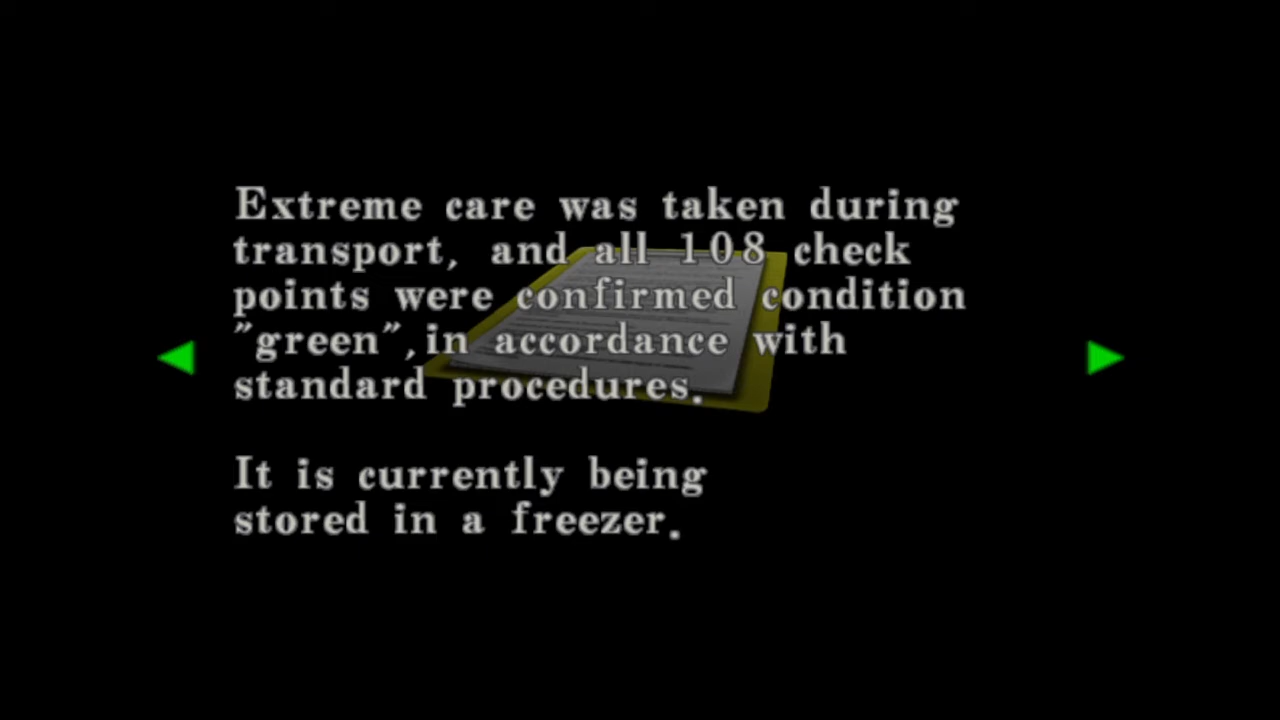 Extreme care was taken during
transport, and all 108 check
points were confirmed condition
"green",in accordance with
standard procedures.
It is currently being
stored in a freezer.